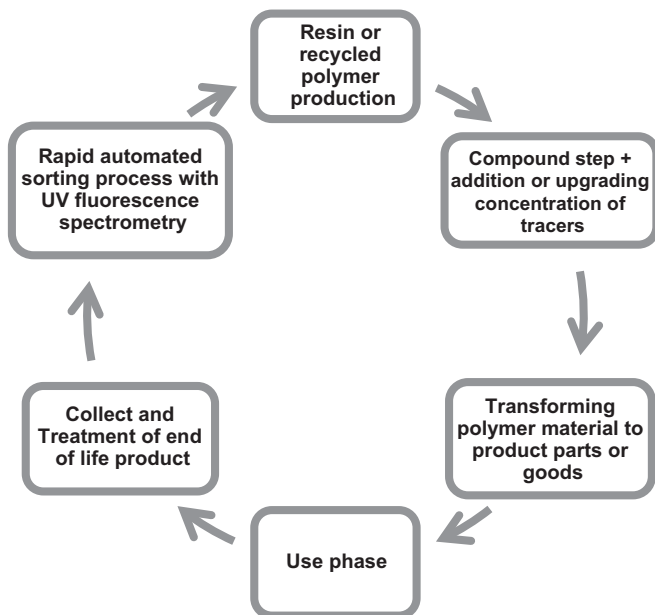 Resin or
recycled
polymer
production
Compound step +
addition or upgrading
concentration of
tracers
Transforming
polymer material to
product parts or
goods
Use phase
Collect and
Treatment of end
of life product
Rapid automated
sorting process with
UV fluorescence
spectrometry